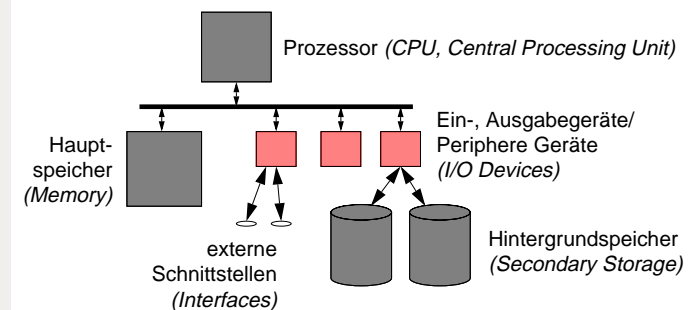 Prozessor (CPU, Central Processing Unit)
Haupt-
speicher
(Memory)
Ein-, Ausgabegeräte/
Periphere Geräte
(I/O Devices)
externe
Schnittstellen
(Interfaces)
Hintergrundspeicher
(Secondary Storage)